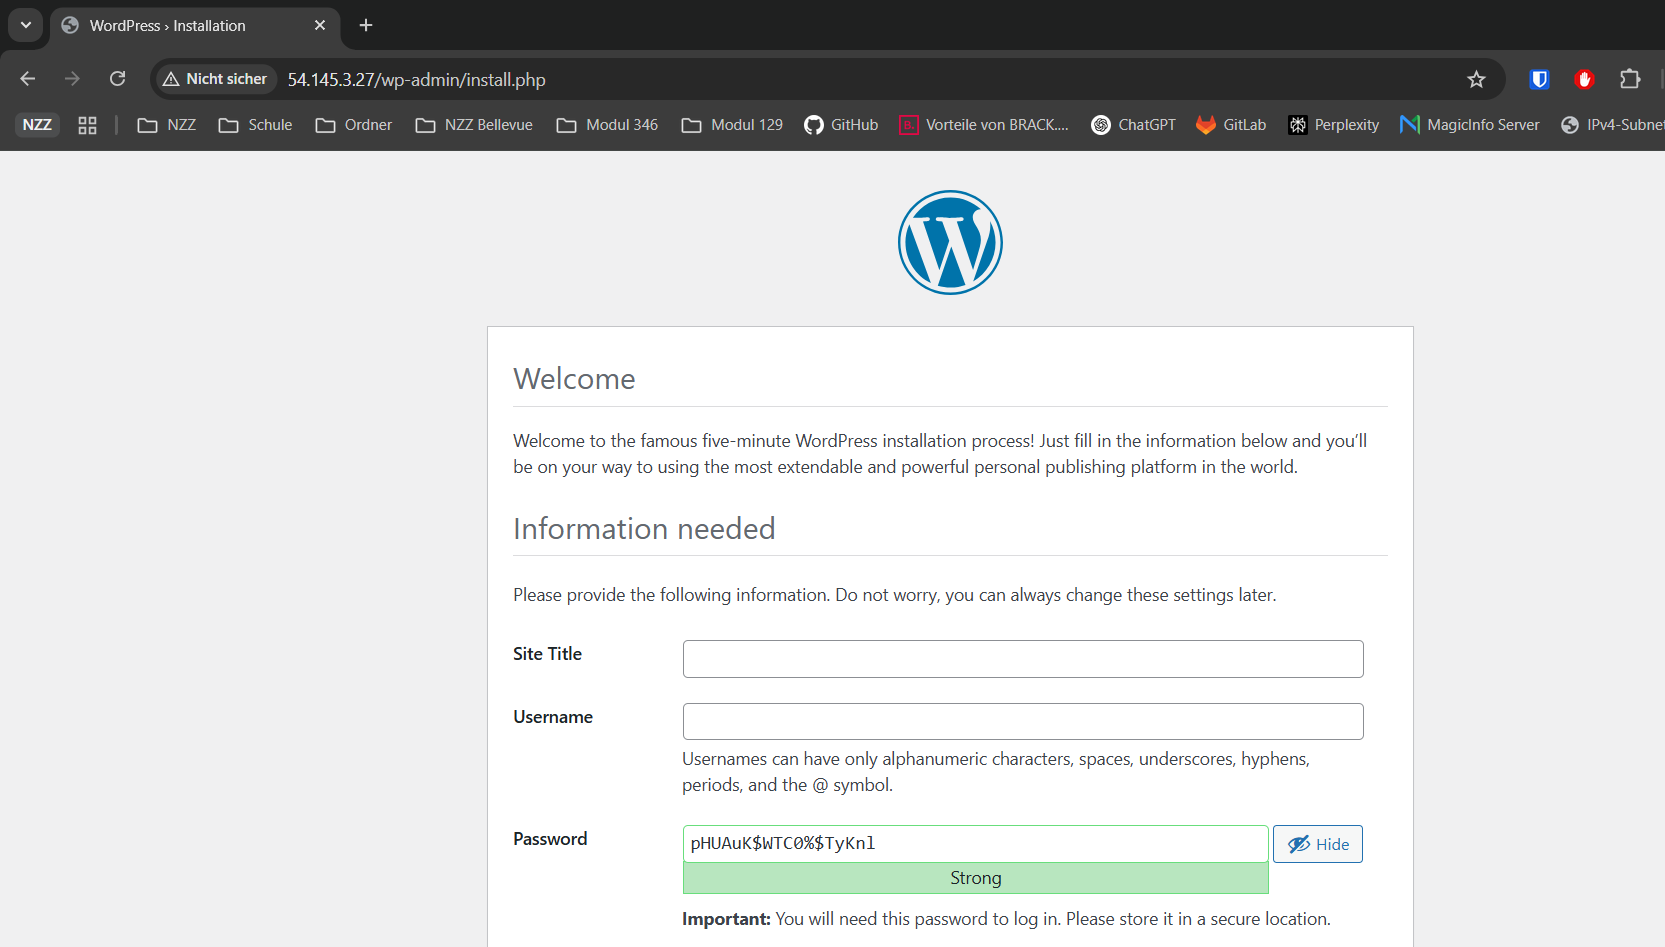 WordPress › Installation
Nicht sicher 54.145.3.27/wp-admin/install.php
NZZ NZZ Schule Ordner NZZ Bellevue Modul 346 Modul 129 GitHub B. Vorteile von BRACK.... ChatGPT GitLab Perplexity MagicInfo Server IPv4-Subne
Welcome
Welcome to the famous five-minute WordPress installation process! Just fill in the information below and you’ll
be on your way to using the most extendable and powerful personal publishing platform in the world.
Information needed
Please provide the following information. Do not worry, you can always change these settings later.
Site Title
Username
Usernames can have only alphanumeric characters, spaces, underscores, hyphens,
periods, and the @ symbol.
Password
pHUAuK$WTC0%$TyKnl
Hide
Strong
Important: You will need this password to log in. Please store it in a secure location.